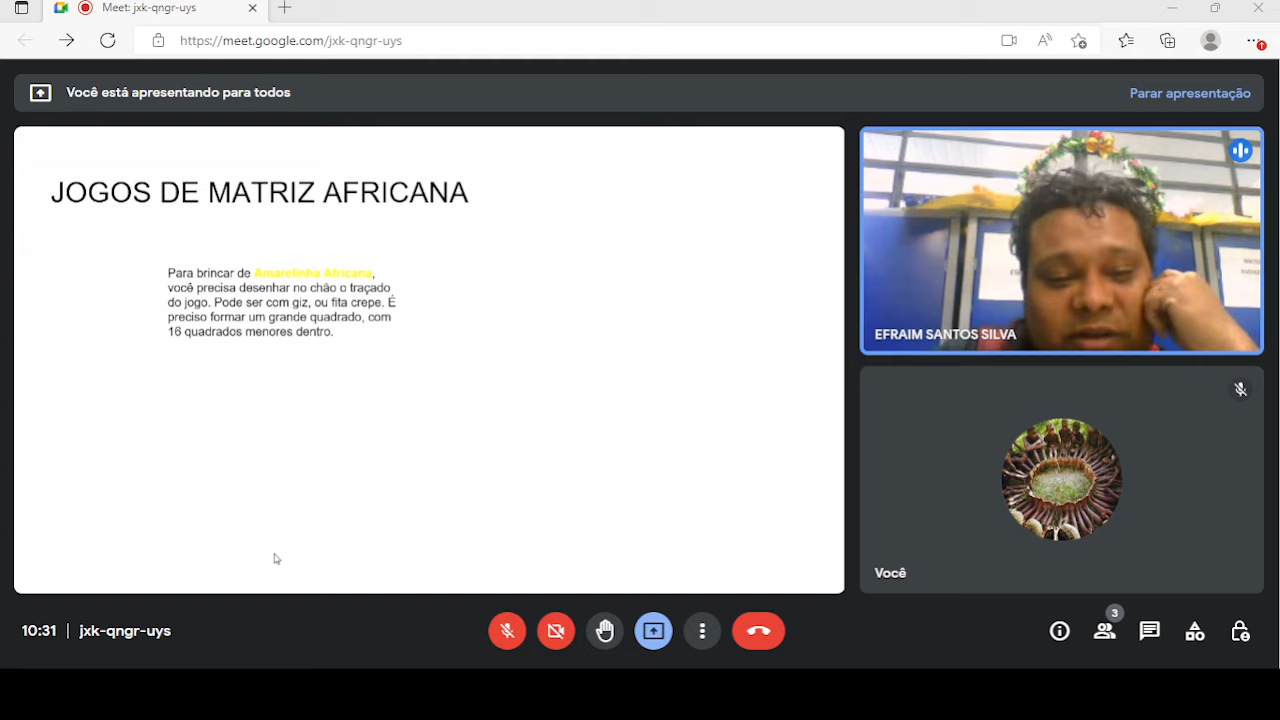 Meet: jxk-qngr-uys
https://meet.google.com/jxk-qngr-uys
Você está apresentando para todos
Parar apresentação
JOGOS DE MATRIZ AFRICANA
Para brincar de Amarelinha Africana,
você precisa desenhar no chão o traçado
do jogo. Pode ser com giz, ou fita crepe. É
preciso formar um grande quadrado, com
16 quadrados menores dentro.
EFRAIM SANTOS SILVA
Você
10:31 | jxk-qngr-uys
3